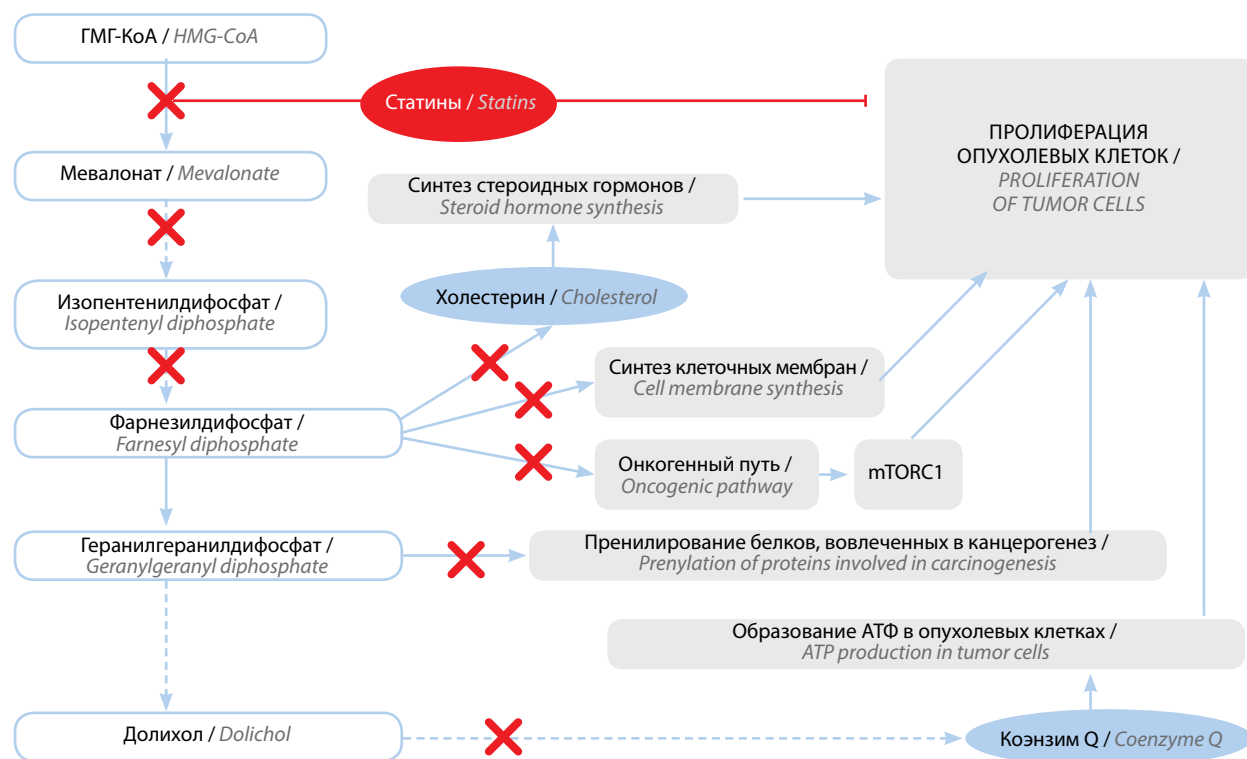 ГМГ-КоА / HMG-CoA
Статины / Statins
ПРОЛИФЕРАЦИЯ
ОПУХОЛЕВЫХ КЛЕТОК /
PROLIFERATION
OF TUMOR CELLS
Мевалонат / Mevalonate
Синтез стероидных гормонов /
Steroid hormone synthesis
Изопентенилдифосфат /
Isopentenyl diphosphate
Холестерин / Cholesterol
Синтез клеточных мембран /
Cell membrane synthesis
Фарнезилдифосфат /
Farnesyl diphosphate
Онкогенный путь /
Oncogenic pathway
mTORC1
Геранилгеранилдифосфат /
Geranylgeranyl diphosphate
Пренилирование белков, вовлеченных в канцерогенез /
Prenylation of proteins involved in carcinogenesis
Образование АТФ в опухолевых клетках /
ATP production in tumor cells
Долихол / Dolichol
Коэнзим Q / Coenzyme Q